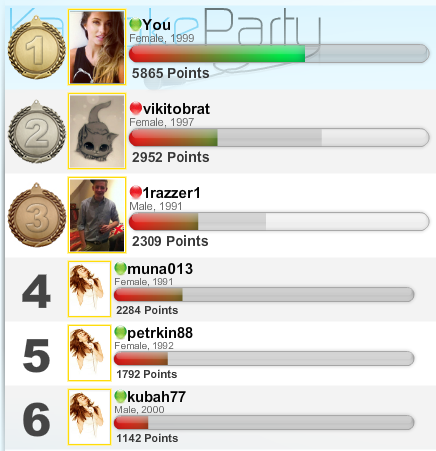 KaraokeParty
1
You
Female, 1999
5865 Points
2
vikitobrat
Female, 1997
2952 Points
3
1razzer1
Male, 1991
2309 Points
4
muna013
Female, 1991
2284 Points
5
petrkin88
Female, 1992
1792 Points
6
kubah77
Male, 2000
1142 Points